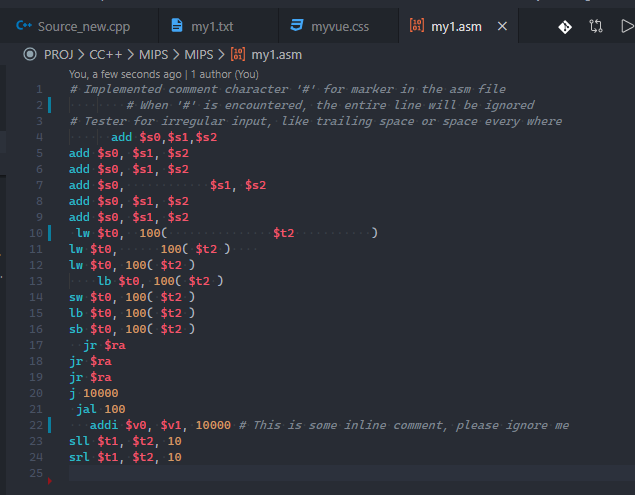 Source_new.cpp my1.txt myvue.css my1.asm
PROJ > CC++ > MIPS > MIPS > my1.asm
You, a few seconds ago | 1 author (You)
1 # Implemented comment character '#' for marker in the asm file
2 # When '#' is encountered, the entire line will be ignored
3 # Tester for irregular input, like trailing space or space every where
4 add $s0,$s1,$s2
5 add $s0, $s1, $s2
6 add $s0, $s1, $s2
7 add $s0, $s1, $s2
8 add $s0, $s1, $s2
9 add $s0, $s1, $s2
10 lw $t0, 100( $t2 )
11 lw $t0, 100( $t2 )
12 lw $t0, 100( $t2 )
13 lb $t0, 100( $t2 )
14 sw $t0, 100( $t2 )
15 lb $t0, 100( $t2 )
16 sb $t0, 100( $t2 )
17 jr $ra
18 jr $ra
19 jr $ra
20 j 10000
21 jal 100
22 addi $v0, $v1, 10000 # This is some inline comment, please ignore me
23 sll $t1, $t2, 10
24 srl $t1, $t2, 10
25